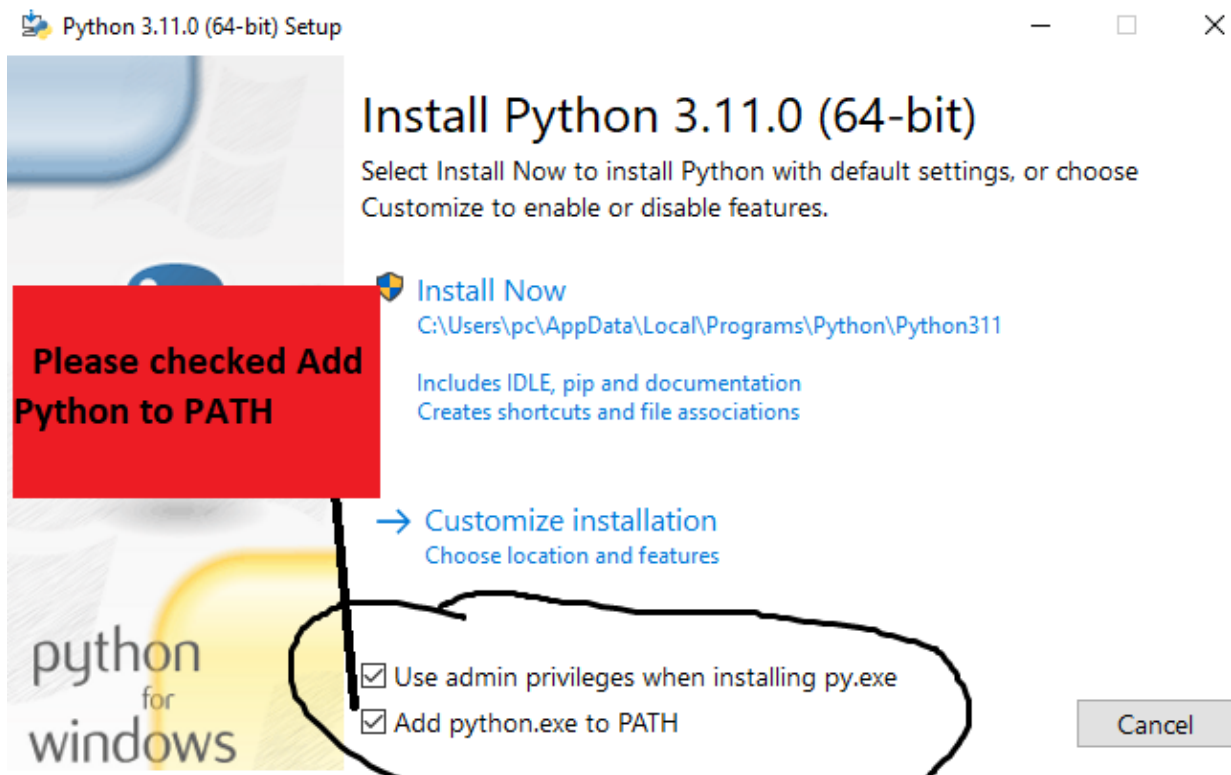 Python 3.11.0 (64-bit) Setup
Install Python 3.11.0 (64-bit)
Select Install Now to install Python with default settings, or choose
Customize to enable or disable features.
Install Now
C:\Users\pc\AppData\Local\Programs\Python\Python311
Includes IDLE, pip and documentation
Creates shortcuts and file associations
Please checked Add
Python to PATH
Customize installation
Choose location and features
Use admin privileges when installing py.exe
Add python.exe to PATH
python
for
windows
Cancel